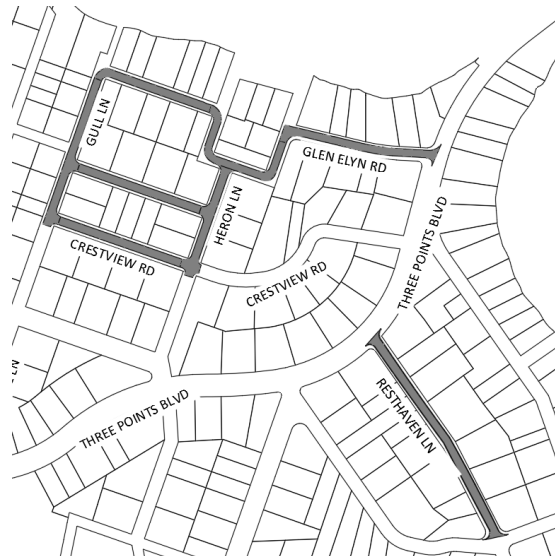 GULL LN
GLEN ELYN RD
HERON LN
CRESTVIEW RD
CRESTVIEW RD
THREE POINTS BLVD
RESTHAVEN LN
THREE POINTS BLVD
LN